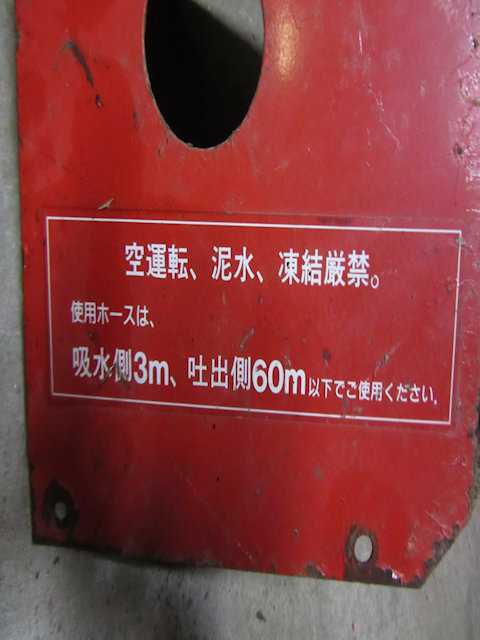 空運転、泥水、凍結厳禁。
使用ホースは、
吸水側3m、吐出側60m以下でご使用ください。